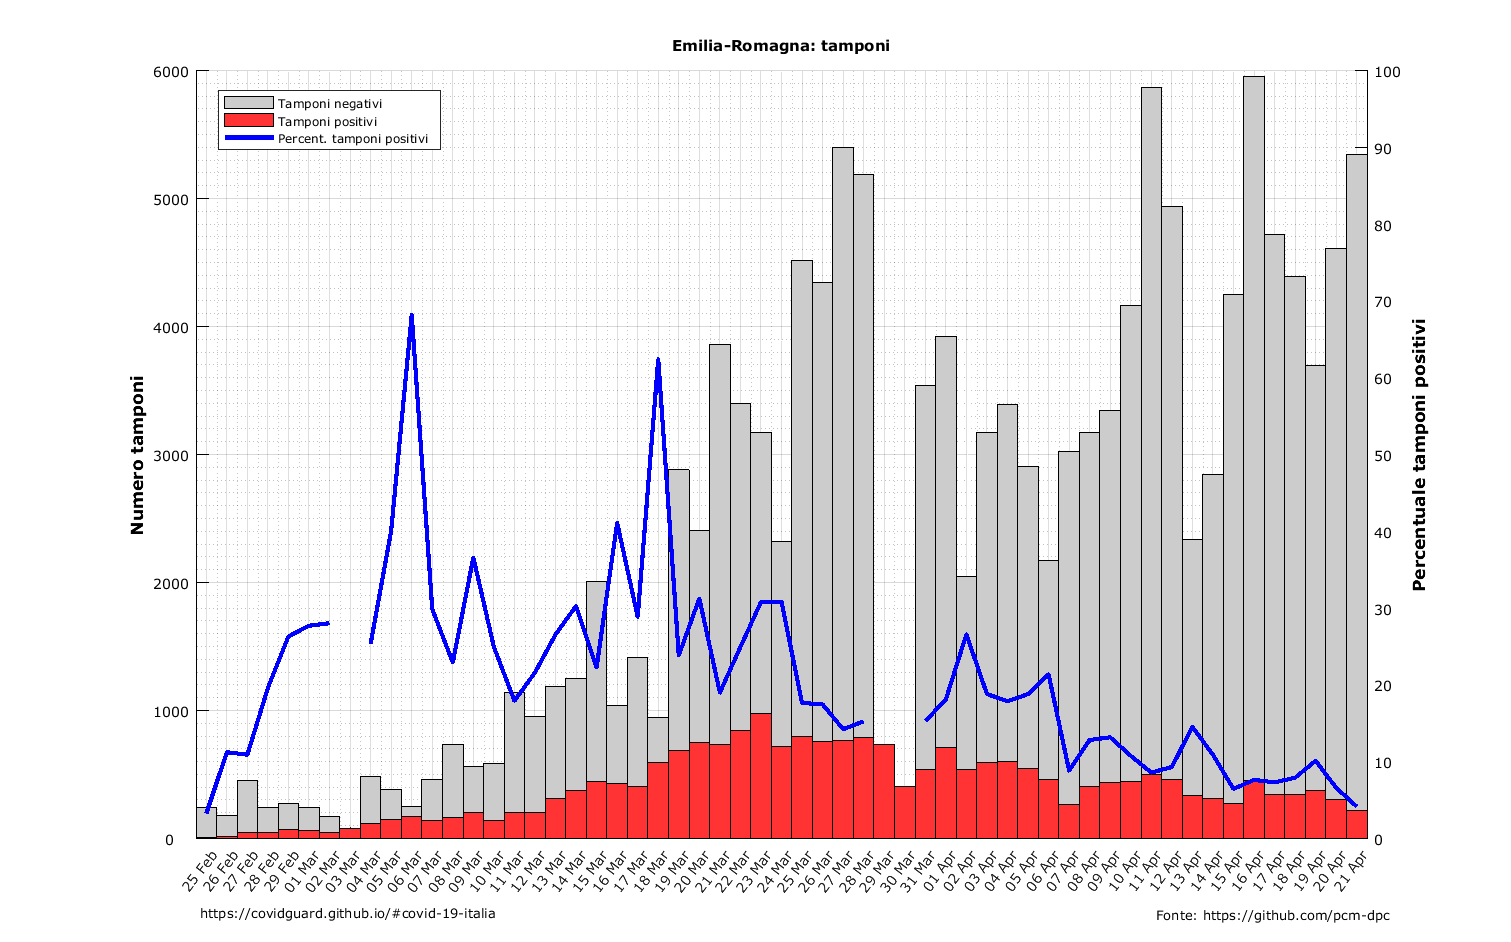 Emilia-Romagna: tamponi
6000
5000
4000
3000
2000
1000
0
Numero tamponi
Tamponi negativi
Tamponi positivi
Percent. tamponi positivi
100
90
80
70
60
50
40
30
20
10
0
Percentuale tamponi positivi
25 Feb
26 Feb
27 Feb
28 Feb
29 Feb
01 Mar
02 Mar
03 Mar
04 Mar
05 Mar
06 Mar
07 Mar
08 Mar
09 Mar
10 Mar
11 Mar
12 Mar
13 Mar
14 Mar
15 Mar
16 Mar
17 Mar
18 Mar
19 Mar
20 Mar
21 Mar
22 Mar
23 Mar
24 Mar
25 Mar
26 Mar
27 Mar
28 Mar
29 Mar
30 Mar
31 Mar
01 Apr
02 Apr
03 Apr
04 Apr
05 Apr
06 Apr
07 Apr
08 Apr
09 Apr
10 Apr
11 Apr
12 Apr
13 Apr
14 Apr
15 Apr
16 Apr
17 Apr
18 Apr
19 Apr
20 Apr
21 Apr
https://covidguard.github.io/#covid-19-italia
Fonte: https://github.com/pcm-dpc